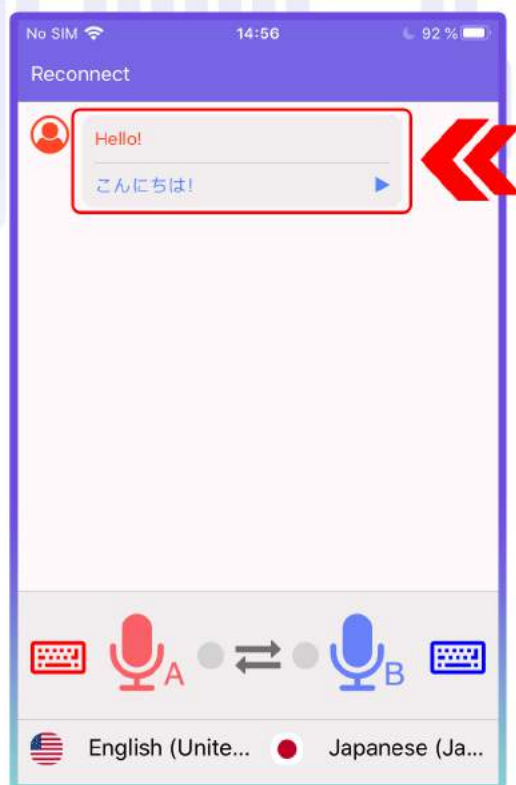 No SIM 14:56 92 %
Reconnect
Hello!
こんにちは!
A B
English (Unite... Japanese (Ja...